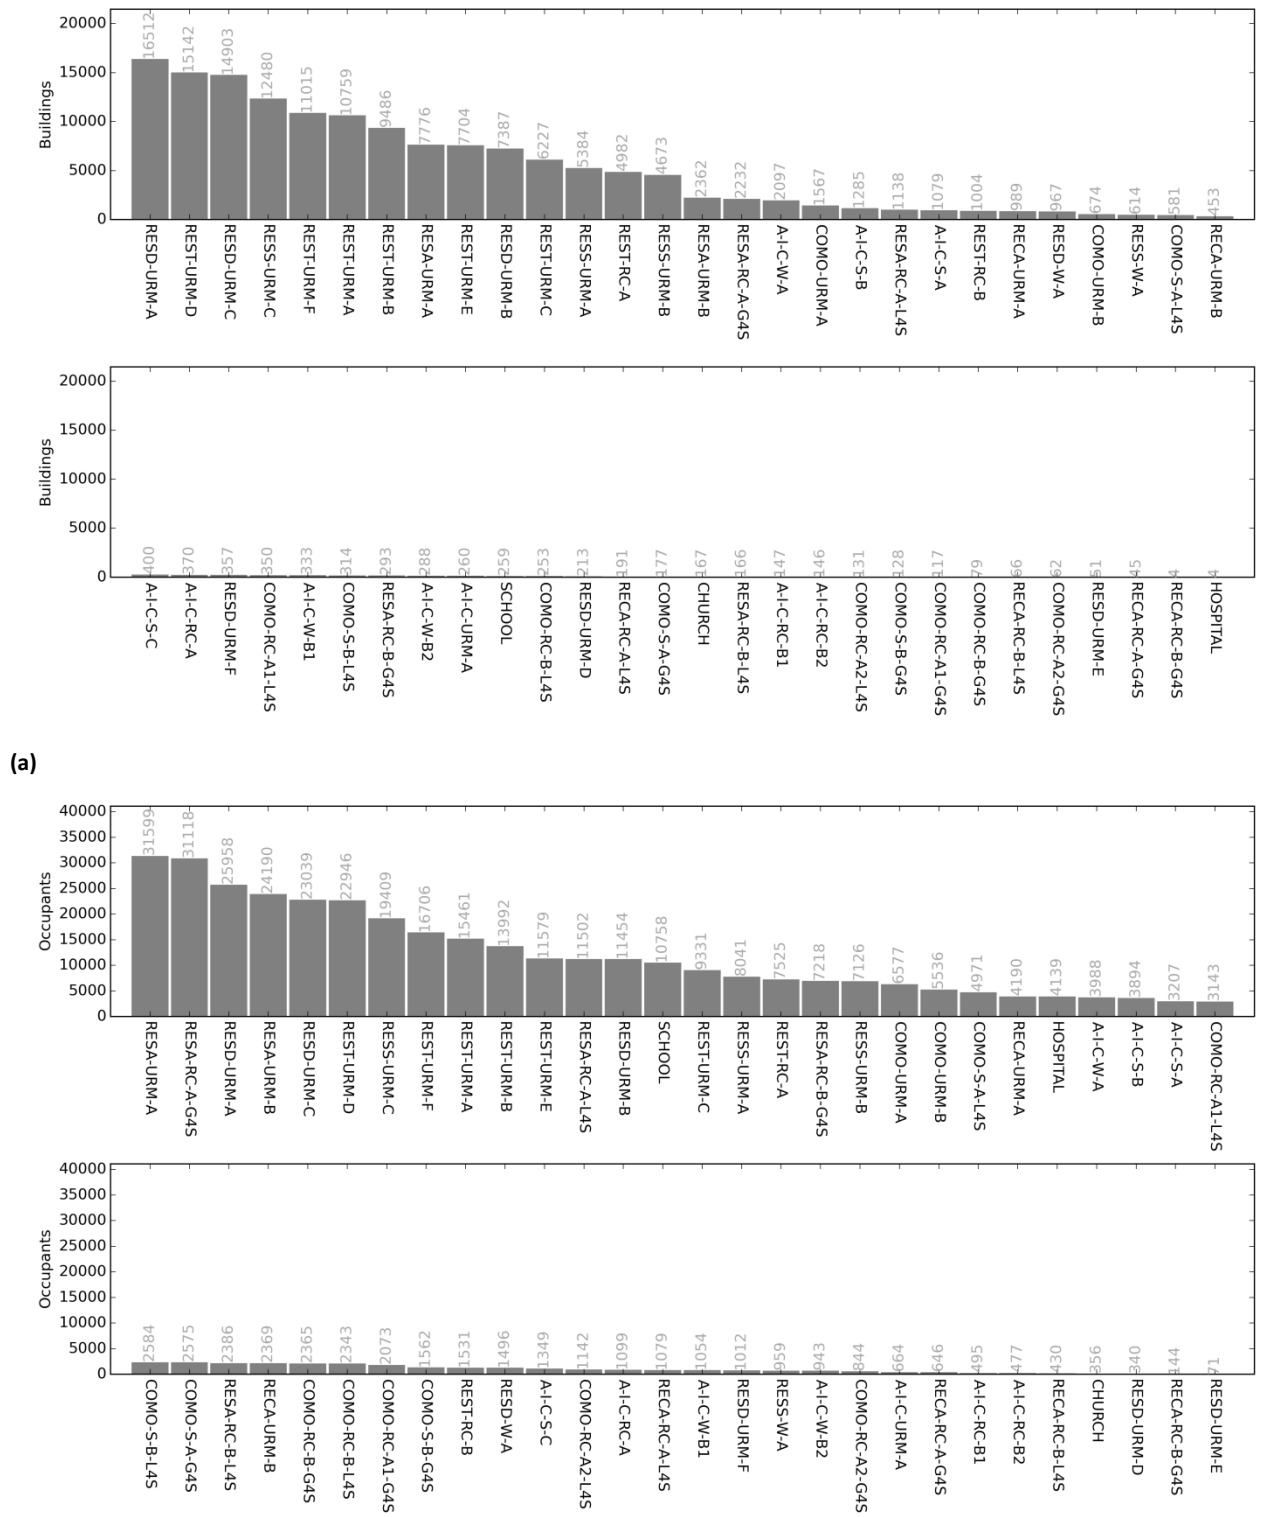 20000
15000
10000
5000
0
Buildings
16512
15142
14903
12480
11015
10759
9486
7776
7704
7387
6227
5384
4982
4673
2362
2232
2097
1567
1285
1138
1079
1004
989
967
674
614
581
453
RESD-URM-A
REST-URM-D
RESD-URM-C
RESS-URM-C
REST-URM-F
REST-URM-A
REST-URM-B
RESA-URM-A
REST-URM-E
RESD-URM-B
REST-URM-C
RESS-URM-A
REST-RC-A
RESS-URM-B
RESA-URM-B
RESA-RC-A-G4S
A-I-C-W-A
COMO-URM-A
A-I-C-S-B
RESA-RC-A-L4S
A-I-C-S-A
REST-RC-B
RECA-URM-A
RESD-W-A
COMO-URM-B
RESS-W-A
COMO-S-A-L4S
RECA-URM-B
20000
15000
10000
5000
0
Buildings
400
370
357
350
333
314
293
288
260
259
253
213
191
177
167
166
147
146
131
128
117
79
66
62
51
45
4
4
A-I-C-S-C
A-I-C-RC-A
RESD-URM-F
COMO-RC-A1-L4S
A-I-C-W-B1
COMO-S-B-L4S
RESA-RC-B-G4S
A-I-C-W-B2
A-I-C-URM-A
SCHOOL
COMO-RC-B-L4S
RESD-URM-D
RECA-RC-A-L4S
COMO-S-A-G4S
CHURCH
RESA-RC-B-L4S
A-I-C-RC-B1
A-I-C-RC-B2
COMO-RC-A2-L4S
COMO-S-B-G4S
COMO-RC-A1-G4S
COMO-RC-B-G4S
RECA-RC-B-L4S
COMO-RC-A2-G4S
RESD-URM-E
RECA-RC-A-G4S
RECA-RC-B-G4S
HOSPITAL
(a)
40000
35000
30000
25000
20000
15000
10000
5000
0
Occupants
31599
31118
25958
24190
23039
22946
19409
16706
15461
13992
11579
11502
11454
10758
9331
8041
7525
7218
7126
6577
5536
4971
4190
4139
3988
3894
3207
3143
RESA-URM-A
RESA-RC-A-G4S
RESD-URM-A
RESA-URM-B
RESD-URM-C
REST-URM-D
RESS-URM-C
REST-URM-F
REST-URM-A
REST-URM-B
REST-URM-E
RESA-RC-A-L4S
RESD-URM-B
SCHOOL
REST-URM-C
RESS-URM-A
REST-RC-A
RESA-RC-B-G4S
RESS-URM-B
COMO-URM-A
COMO-URM-B
COMO-S-A-L4S
RECA-URM-A
HOSPITAL
A-I-C-W-A
A-I-C-S-B
A-I-C-S-A
COMO-RC-A1-L4S
40000
35000
30000
25000
20000
15000
10000
5000
0
Occupants
2584
2575
2386
2369
2365
2343
2073
1562
1531
1496
1349
1142
1099
1079
1054
1012
959
943
844
664
646
495
477
430
356
340
144
71
COMO-S-B-L4S
COMO-S-A-G4S
RESA-RC-B-L4S
RECA-URM-B
COMO-RC-B-G4S
COMO-RC-B-L4S
COMO-RC-A1-G4S
COMO-S-B-G4S
REST-RC-B
RESD-W-A
A-I-C-S-C
COMO-RC-A2-L4S
A-I-C-RC-A
RECA-RC-A-L4S
A-I-C-W-B1
RESD-URM-F
RESS-W-A
A-I-C-W-B2
COMO-RC-A2-G4S
A-I-C-URM-A
RECA-RC-A-G4S
A-I-C-RC-B1
A-I-C-RC-B2
RECA-RC-B-L4S
CHURCH
RESD-URM-D
RECA-RC-B-G4S
RESD-URM-E